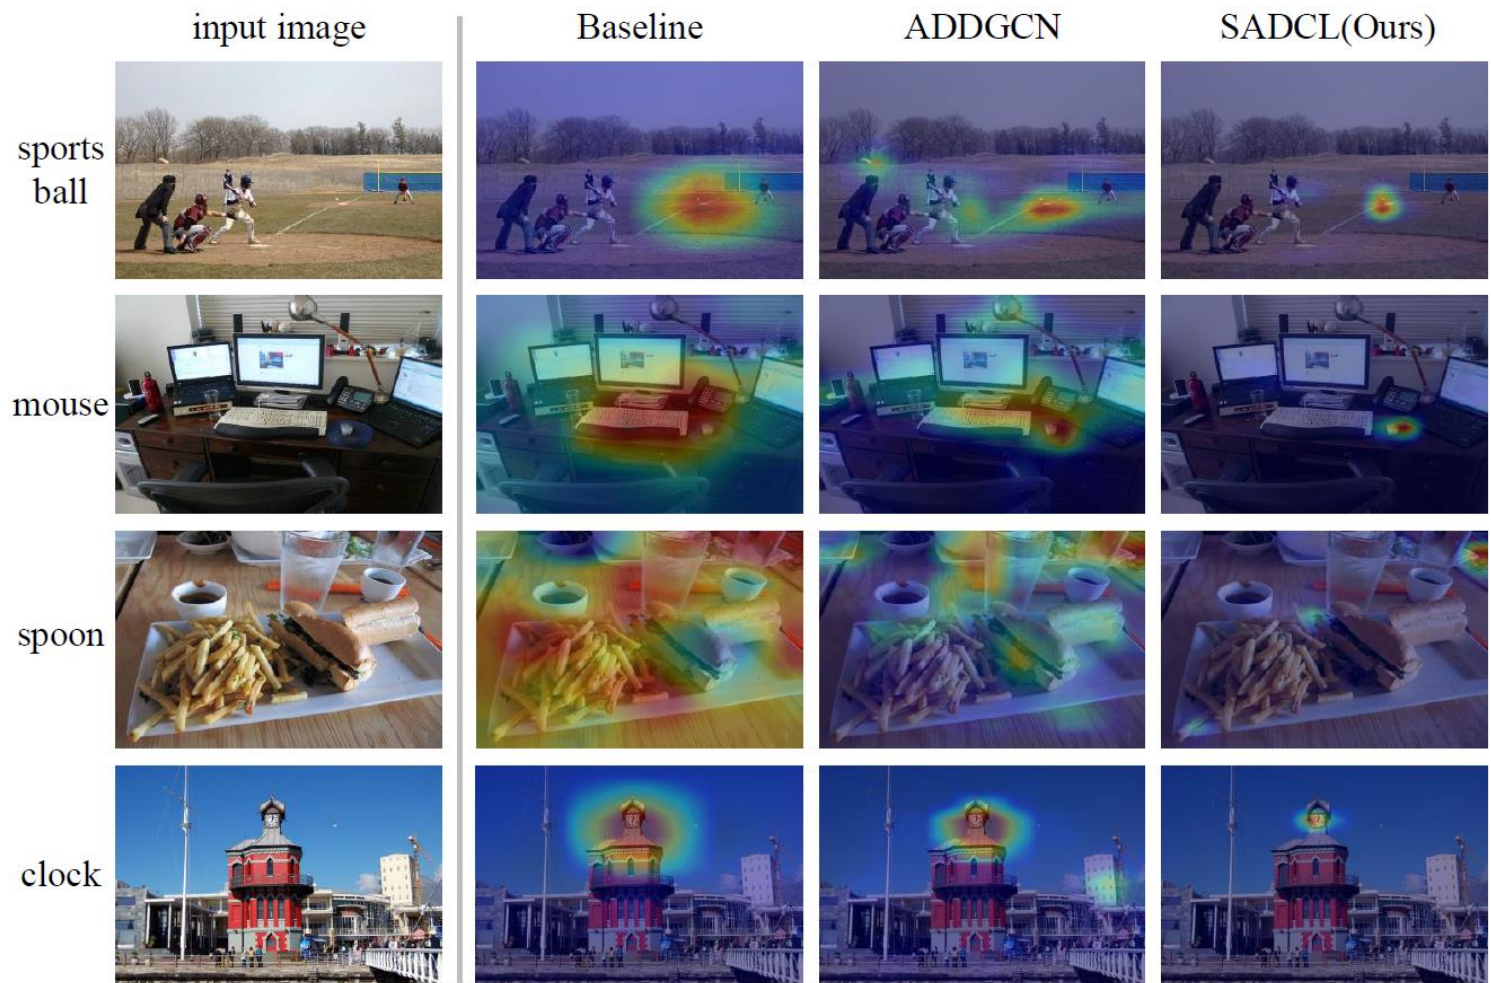 input image
Baseline
ADDGCN
SADCL(Ours)
sports
ball
mouse
spoon
clock